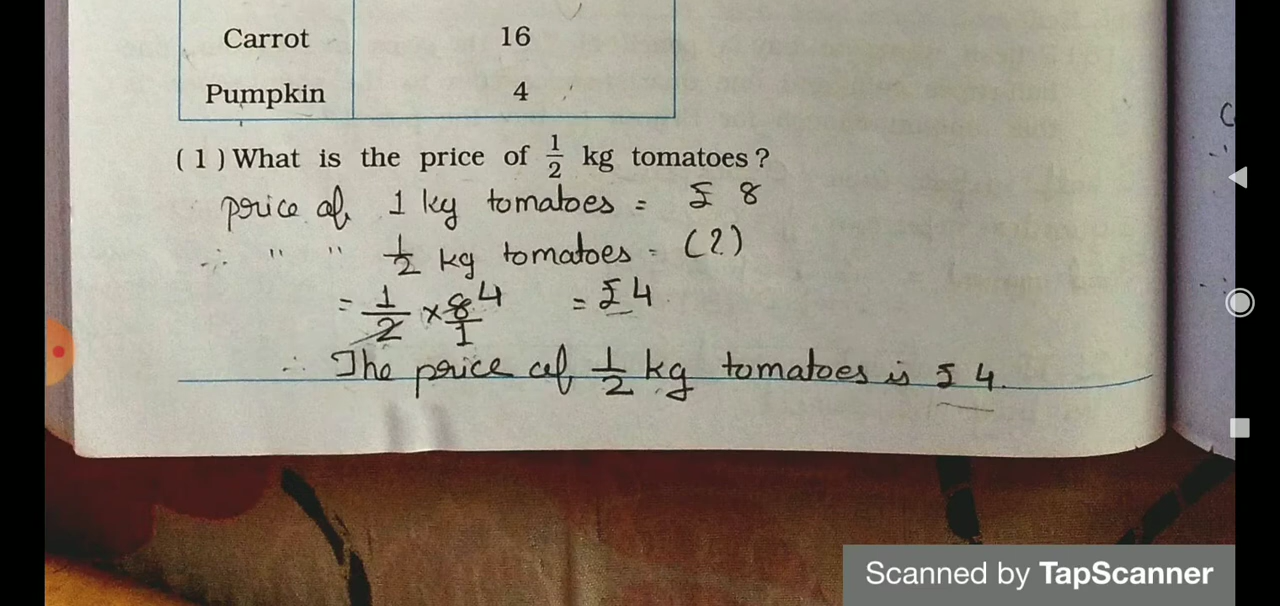 Carrot 16
Pumpkin 4
( 1 ) What is the price of 1/2 kg tomatoes ?
price of 1 kg tomatoes = ₹ 8
∴ " " 1/2 kg tomatoes = (?)
= 1/2 × 8/1 4 = ₹ 4
∴ The price of 1/2 kg tomatoes is ₹ 4.
Scanned by TapScanner